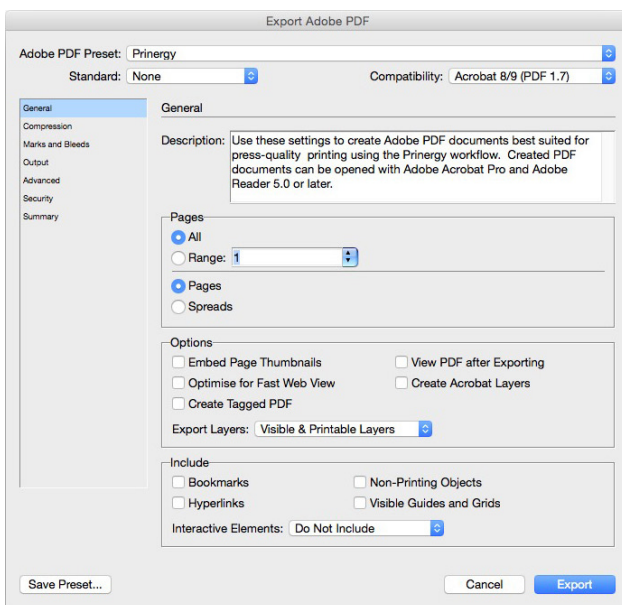 Export Adobe PDF
Adobe PDF Preset: Prinergy
Standard: None Compatibility: Acrobat 8/9 (PDF 1.7)
General
Compression
Marks and Bleeds
Output
Advanced
Security
Summary
General
Description: Use these settings to create Adobe PDF documents best suited for
press-quality printing using the Prinergy workflow. Created PDF
documents can be opened with Adobe Acrobat Pro and Adobe
Reader 5.0 or later.
Pages
All
Range: 1
Pages
Spreads
Options
Embed Page Thumbnails View PDF after Exporting
Optimise for Fast Web View Create Acrobat Layers
Create Tagged PDF
Export Layers: Visible & Printable Layers
Include
Bookmarks Non-Printing Objects
Hyperlinks Visible Guides and Grids
Interactive Elements: Do Not Include
Save Preset... Cancel Export